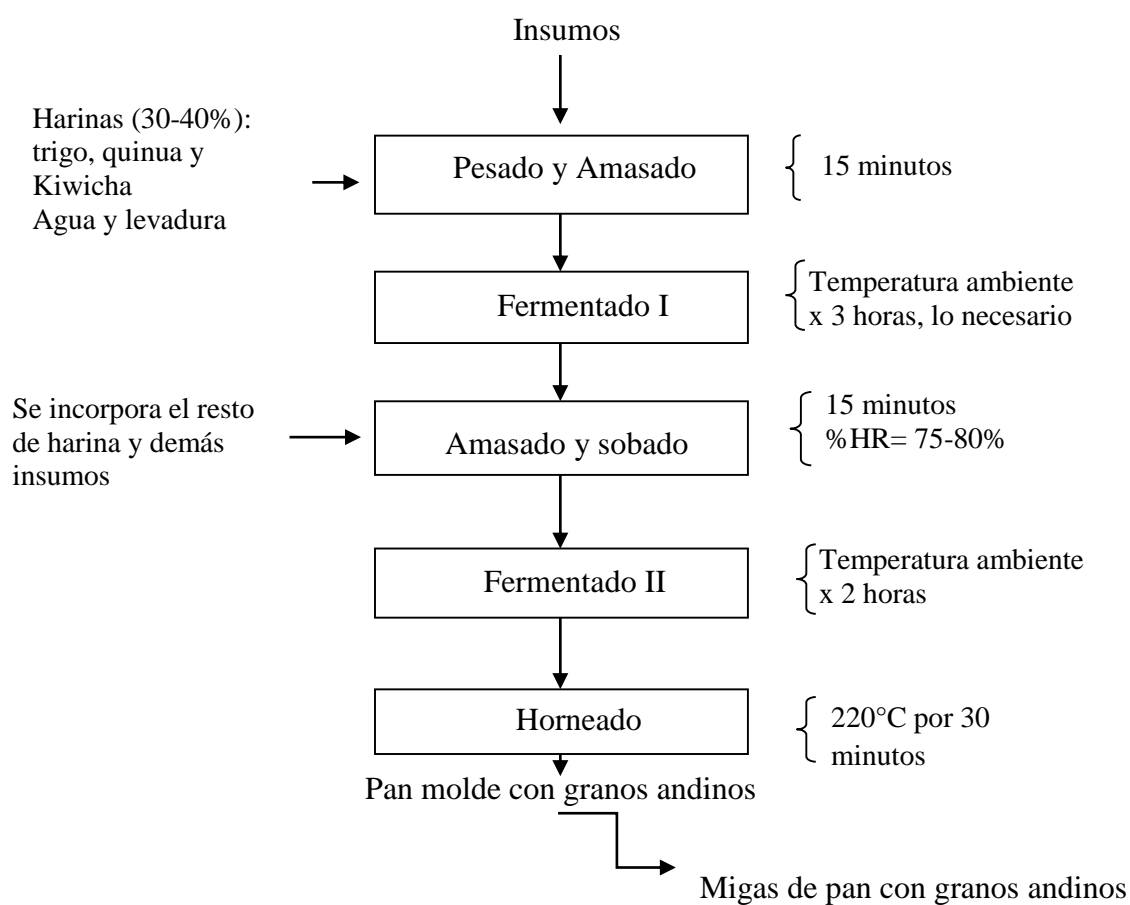 Insumos
Harinas (30-40%):
trigo, quinua y
Kiwicha
Agua y levadura
Pesado y Amasado
15 minutos
Fermentado I
Temperatura ambiente
x 3 horas, lo necesario
Se incorpora el resto
de harina y demás
insumos
Amasado y sobado
15 minutos
%HR= 75-80%
Fermentado II
Temperatura ambiente
x 2 horas
Horneado
220°C por 30
minutos
Pan molde con granos andinos
Migas de pan con granos andinos